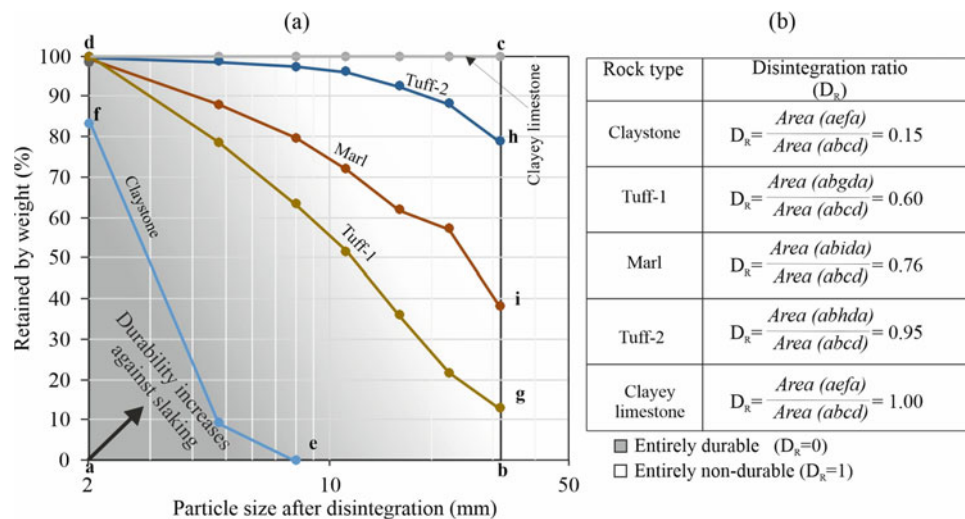 (a)
Retained by weight (%)
100
90
80
70
60
50
40
30
20
10
0
d
c
f
h
i
g
e
a
b
Tuff-2
Marl
Tuff-1
Claystone
Clayey limestone
Durability increases
against slaking
2
10
50
Particle size after disintegration (mm)
(b)
Rock type
Disintegration ratio
(DR)
Claystone
DR= Area (aefa) / Area (abcd) = 0.15
Tuff-1
DR= Area (abgda) / Area (abcd) = 0.60
Marl
DR= Area (abida) / Area (abcd) = 0.76
Tuff-2
DR= Area (abhda) / Area (abcd) = 0.95
Clayey
limestone
DR= Area (aefa) / Area (abcd) = 1.00
Entirely durable (DR=0)
Entirely non-durable (DR=1)